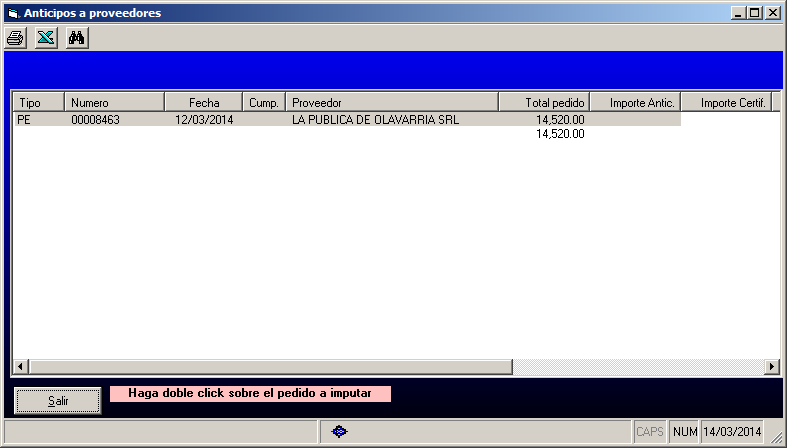 Anticipos a proveedores
Tipo Numero Fecha Cump. Proveedor Total pedido Importe Antic. Importe Certif.
PE 00008463 12/03/2014 LA PUBLICA DE OLAVARRIA SRL 14,520.00
14,520.00
Salir Haga doble click sobre el pedido a imputar
CAPS NUM 14/03/2014